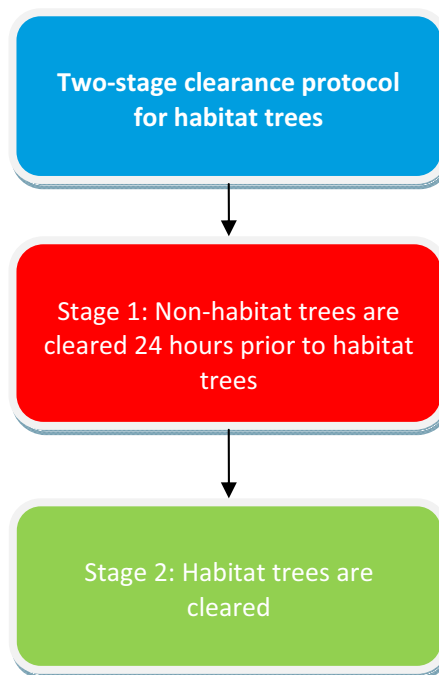 Two-stage clearance protocol
for habitat trees
Stage 1: Non-habitat trees are
cleared 24 hours prior to habitat
trees
Stage 2: Habitat trees are
cleared